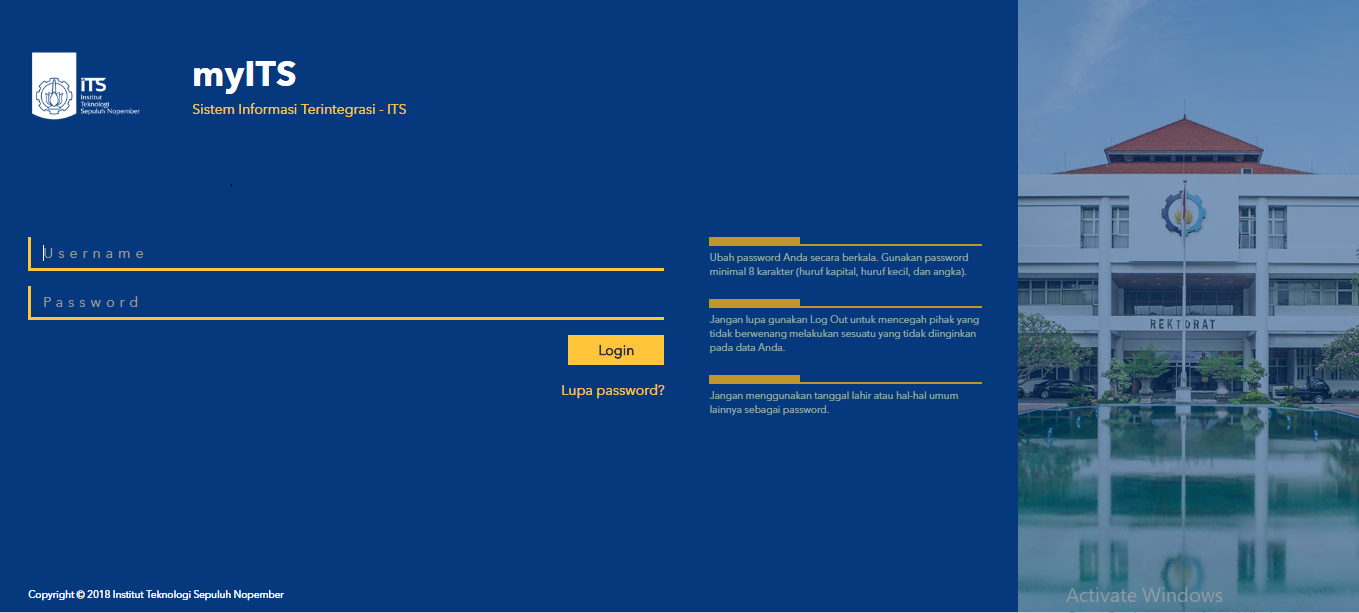 iTS
Institut
Teknologi
Sepuluh Nopember
myITS
Sistem Informasi Terintegrasi - ITS
Username
Password
Login
Lupa password?
Ubah password Anda secara berkala. Gunakan password
minimal 8 karakter (huruf kapital, huruf kecil, dan angka).
Jangan lupa gunakan Log Out untuk mencegah pihak yang
tidak berwenang melakukan sesuatu yang tidak diinginkan
pada data Anda.
Jangan menggunakan tanggal lahir atau hal-hal umum
lainnya sebagai password.
REKTORAT
Copyright © 2018 Institut Teknologi Sepuluh Nopember
Activate Windows